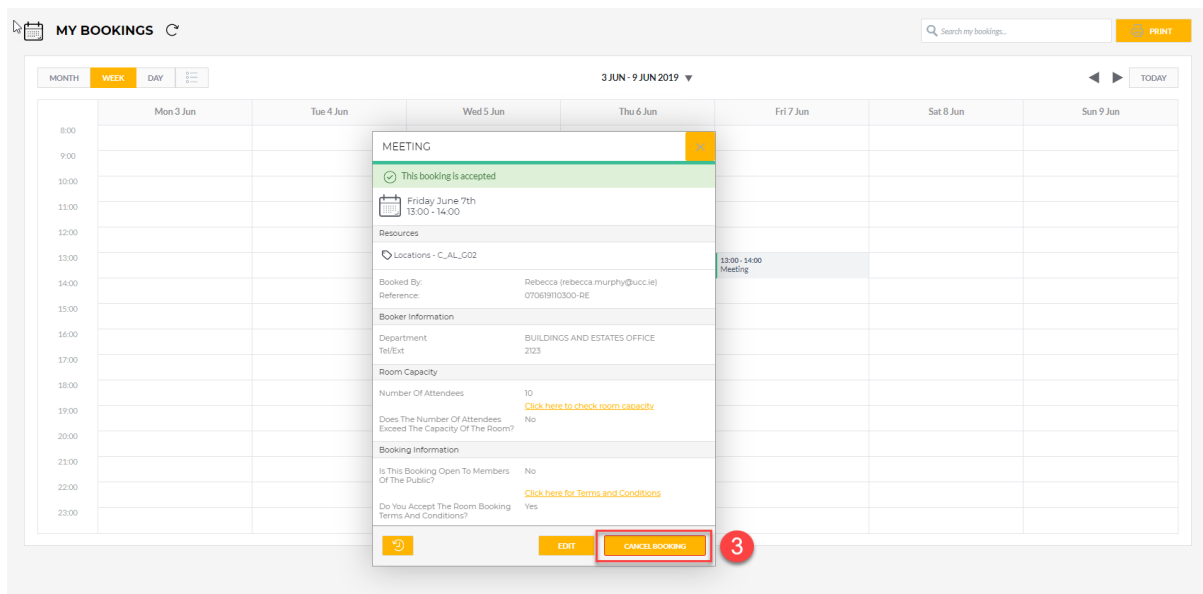 MY BOOKINGS
Search my bookings...
PRINT
MONTH WEEK DAY
3 JUN - 9 JUN 2019
TODAY
Mon 3 Jun Tue 4 Jun Wed 5 Jun Thu 6 Jun Fri 7 Jun Sat 8 Jun Sun 9 Jun
8:00
9:00
10:00
11:00
12:00
13:00
14:00
15:00
16:00
17:00
18:00
19:00
20:00
21:00
22:00
23:00
13:00 - 14:00
Meeting
MEETING
This booking is accepted
Friday June 7th
13:00 - 14:00
Resources
Locations - C_AL_G02
Booked By: Rebecca (rebecca.murphy@ucc.ie)
Reference: 070619110300-RE
Booker Information
Department BUILDINGS AND ESTATES OFFICE
Tel/Ext 2123
Room Capacity
Number Of Attendees 10
Click here to check room capacity
Does The Number Of Attendees No
Exceed The Capacity Of The Room?
Booking Information
Is This Booking Open To Members No
Of The Public?
Click here for Terms and Conditions
Do You Accept The Room Booking Yes
Terms And Conditions?
EDIT CANCEL BOOKING
3